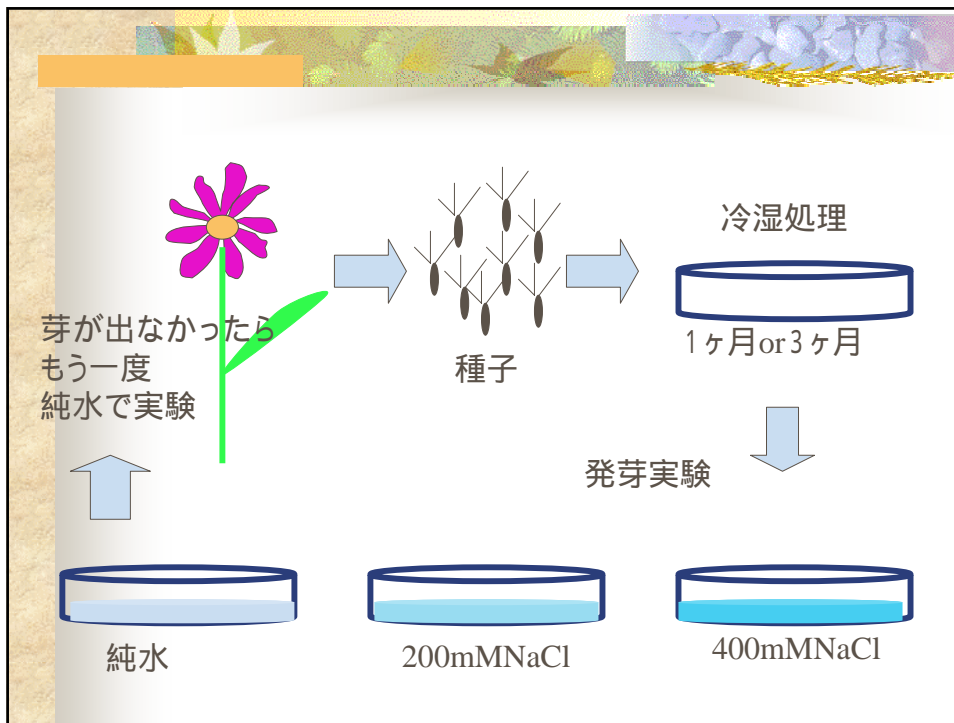 冷湿処理
1ヶ月or3ヶ月
種子
芽が出なかったら
もう一度
純水で実験
発芽実験
純水
200mMNaCl
400mMNaCl